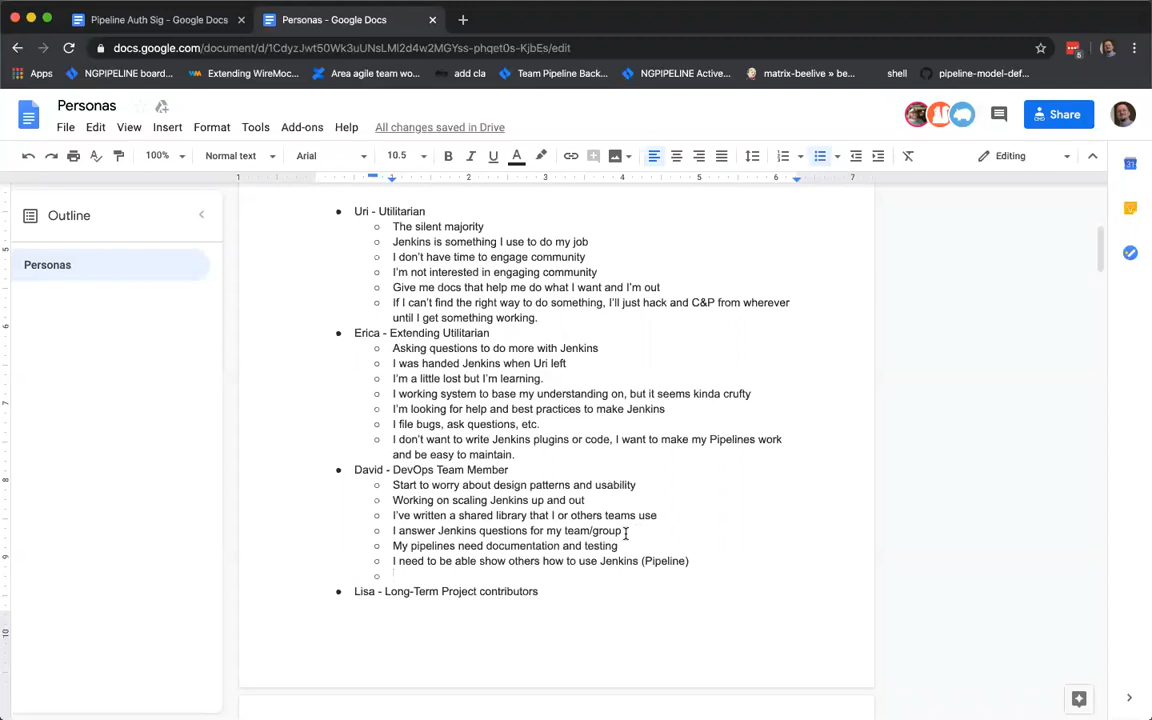 Pipeline Auth Sig - Google Docs
Personas - Google Docs
docs.google.com/document/d/1CdyzJwt50Wk3uUNsLMl2d4w2MGYss-phqet0s-KjbEs/edit
Apps
NGPIPELINE board...
Extending WireMoc...
Area agile team wo...
add cla
Team Pipeline Back...
NGPIPELINE Active...
matrix-beelive » be...
shell
pipeline-model-def...
Personas
File Edit View Insert Format Tools Add-ons Help All changes saved in Drive
Share
100% Normal text Arial 10.5 Editing
1 1 2 3 4 5 6 7
Outline
Personas
Uri - Utilitarian
The silent majority
Jenkins is something I use to do my job
I don't have time to engage community
I'm not interested in engaging community
Give me docs that help me do what I want and I'm out
If I can't find the right way to do something, I'll just hack and C&P from wherever
until I get something working.
Erica - Extending Utilitarian
Asking questions to do more with Jenkins
I was handed Jenkins when Uri left
I'm a little lost but I'm learning.
I working system to base my understanding on, but it seems kinda crufty
I'm looking for help and best practices to make Jenkins
I file bugs, ask questions, etc.
I don't want to write Jenkins plugins or code, I want to make my Pipelines work
and be easy to maintain.
David - DevOps Team Member
Start to worry about design patterns and usability
Working on scaling Jenkins up and out
I've written a shared library that I or others teams use
I answer Jenkins questions for my team/group
My pipelines need documentation and testing
I need to be able show others how to use Jenkins (Pipeline)
Lisa - Long-Term Project contributors